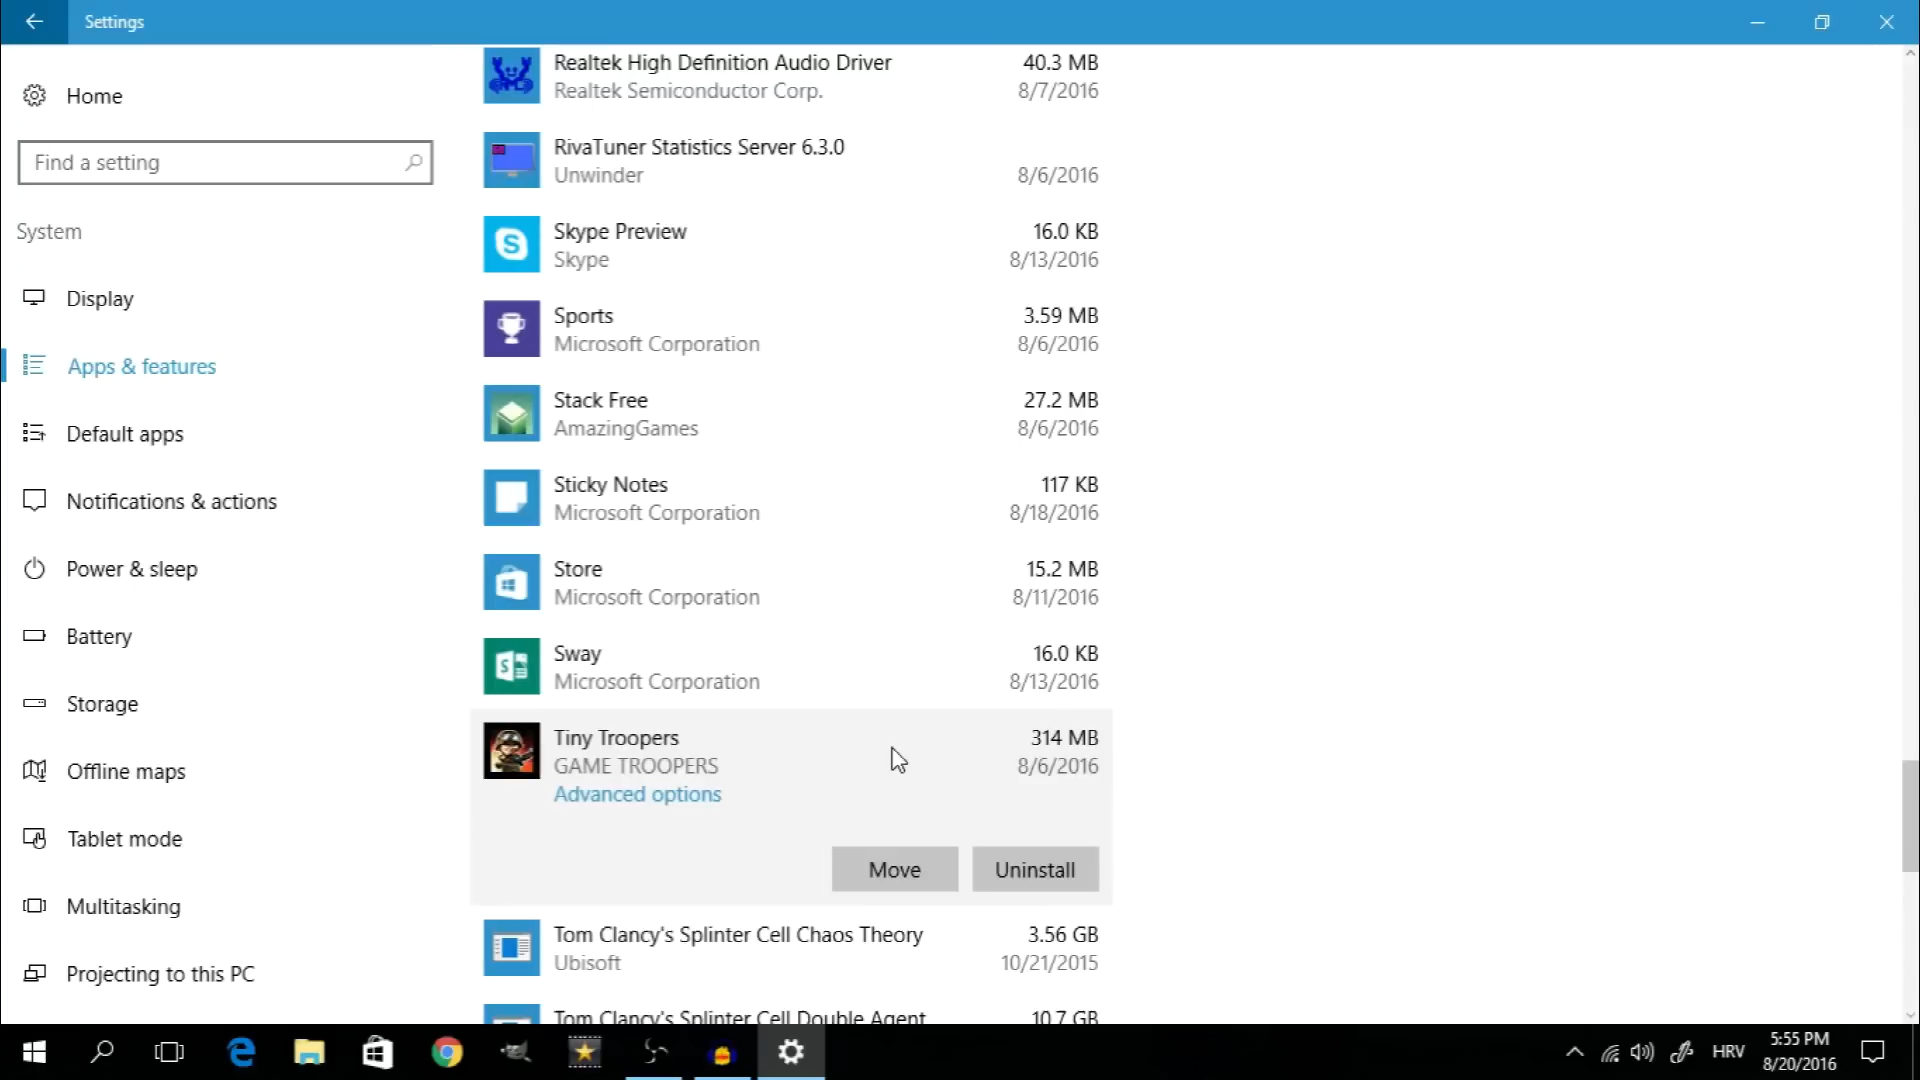 Settings
Home
Find a setting
System
Display
Apps & features
Default apps
Notifications & actions
Power & sleep
Battery
Storage
Offline maps
Tablet mode
Multitasking
Projecting to this PC
Realtek High Definition Audio Driver 40.3 MB
Realtek Semiconductor Corp. 8/7/2016
RivaTuner Statistics Server 6.3.0
Unwinder 8/6/2016
Skype Preview 16.0 KB
Skype 8/13/2016
Sports 3.59 MB
Microsoft Corporation 8/6/2016
Stack Free 27.2 MB
AmazingGames 8/6/2016
Sticky Notes 117 KB
Microsoft Corporation 8/18/2016
Store 15.2 MB
Microsoft Corporation 8/11/2016
Sway 16.0 KB
Microsoft Corporation 8/13/2016
Tiny Troopers 314 MB
GAME TROOPERS 8/6/2016
Advanced options
Move Uninstall
Tom Clancy's Splinter Cell Chaos Theory 3.56 GB
Ubisoft 10/21/2015
Tom Clancy's Splinter Cell Double Agent 10.7 GB
HRV
5:55 PM
8/20/2016